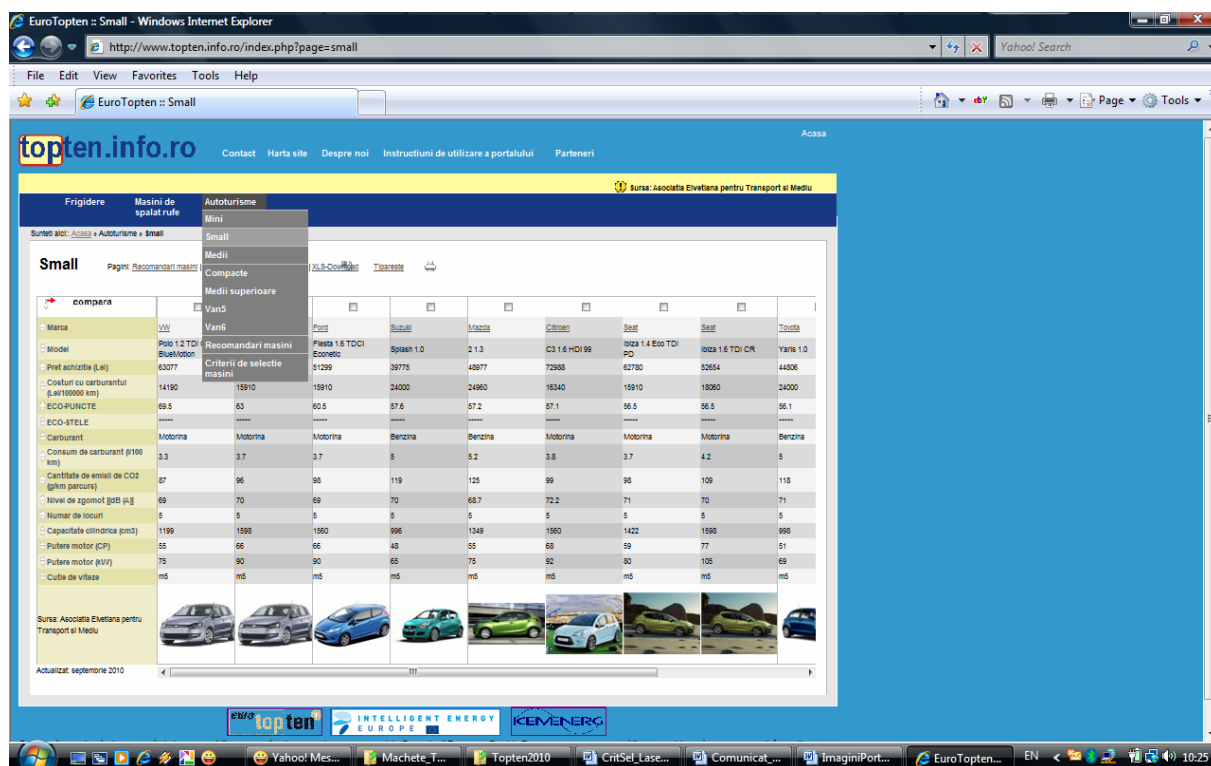 EuroTopten :: Small - Windows Internet Explorer
http://www.topten.info.ro/index.php?page=small
Yahoo! Search
File Edit View Favorites Tools Help
EuroTopten :: Small
Page Tools
Acasa
topten.info.ro
Contact Harta site Despre noi Instructiuni de utilizare a portalului Parteneri
Sursa: Asociatia Elvetiana pentru Transport si Mediu
Frigidere Masini de spalat rufe Autoturisme
Mini
Small
Medii
Compacte
Medii superioare
Van5
Van6
Recomandari masini
Criterii de selectie masini
Sunteti aici:: Acasa » Autoturisme » Small
Small Pagini: Recomandari masini | XLS-Download Tipareste
compara
Marca VW Ford Suzuki Mazda Citroen Seat Seat Toyota
Model Polo 1.2 TDI BlueMotion Fiesta 1.6 TDCI Econetic Splash 1.0 2 1.3 C3 1.6 HDI 99 Ibiza 1.4 Eco TDI PD Ibiza 1.6 TDI CR Yaris 1.0
Pret achizitie (Lei) 63077 51299 39775 48977 72988 62780 52654 44806
Costuri cu carburantul (Lei/100000 km) 14190 15910 15910 24000 24960 16340 15910 18060 24000
ECO-PUNCTE 69.5 63 60.5 57.6 57.2 57.1 56.5 56.5 56.1
ECO-STELE ***** ***** ***** ***** ***** ***** ***** ***** *****
Carburant Motorina Motorina Motorina Benzina Benzina Motorina Motorina Motorina Benzina
Consum de carburant (l/100 km) 3.3 3.7 3.7 5 5.2 3.8 3.7 4.2 5
Cantitate de emisii de CO2 (g/km parcurs) 87 96 98 119 125 99 98 109 118
Nivel de zgomot [[dB (A)] 69 70 69 70 68.7 72.2 71 70 71
Numar de locuri 5 5 5 5 5 5 5 5 5
Capacitate cilindrica (cm3) 1199 1598 1560 996 1349 1560 1422 1598 998
Putere motor (CP) 55 66 66 48 55 68 59 77 51
Putere motor (kW) 75 90 90 65 75 92 80 105 69
Cutie de viteze m5 m5 m5 m5 m5 m5 m5 m5 m5
Sursa: Asociatia Elvetiana pentru Transport si Mediu
Actualizat: septembrie 2010
euro topten
INTELLIGENT ENERGY EUROPE
ICEMENERG
Yahoo! Mes... Machete_T... Topten2010 CritSel_Lase... Comunicat_... ImaginiPort... EuroTopten... EN 10:25